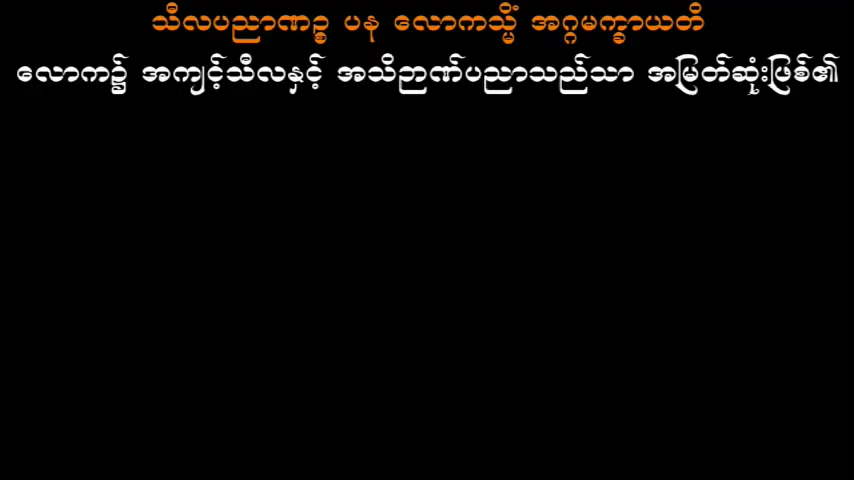 သီလပညာဏဉ္စ ပန လောကသ္မိံ အဂ္ဂမက္ခာယတိ
လောက၌ အကျင့်သီလနှင့် အသိဉာဏ်ပညာသည်သာ အမြတ်ဆုံးဖြစ်၏